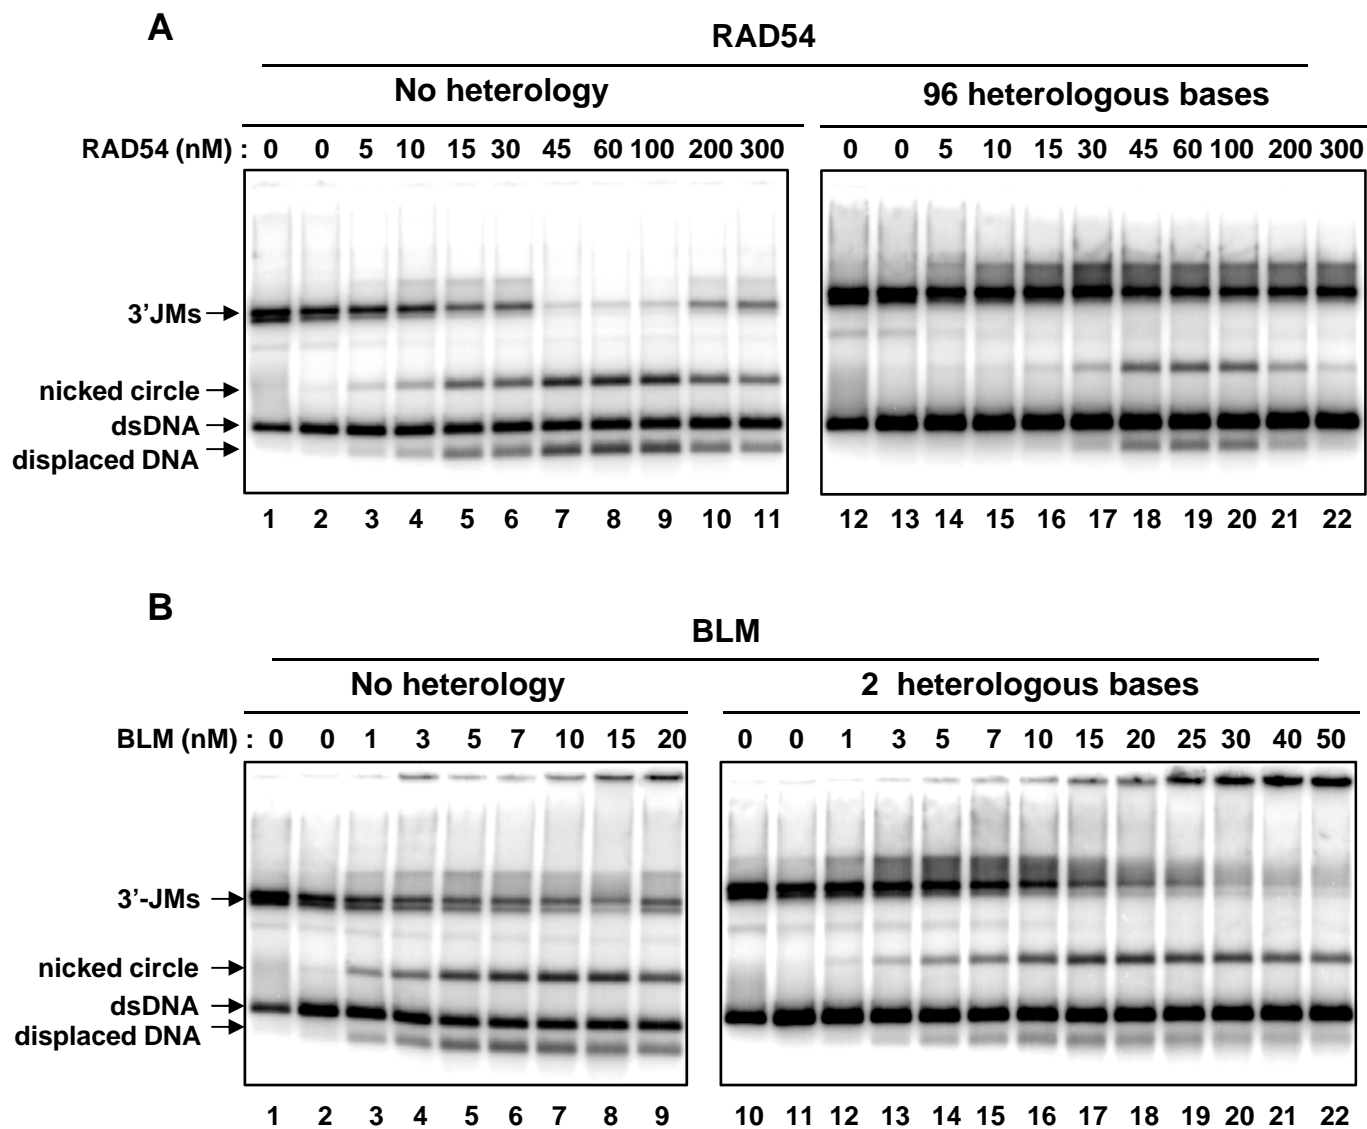 A
RAD54
No heterology
96 heterologous bases
RAD54 (nM) : 0 0 5 10 15 30 45 60 100 200 300
0 0 5 10 15 30 45 60 100 200 300
3'JMs
nicked circle
dsDNA
displaced DNA
1 2 3 4 5 6 7 8 9 10 11
12 13 14 15 16 17 18 19 20 21 22
B
BLM
No heterology
2 heterologous bases
BLM (nM) : 0 0 1 3 5 7 10 15 20
0 0 1 3 5 7 10 15 20 25 30 40 50
3'-JMs
nicked circle
dsDNA
displaced DNA
1 2 3 4 5 6 7 8 9
10 11 12 13 14 15 16 17 18 19 20 21 22